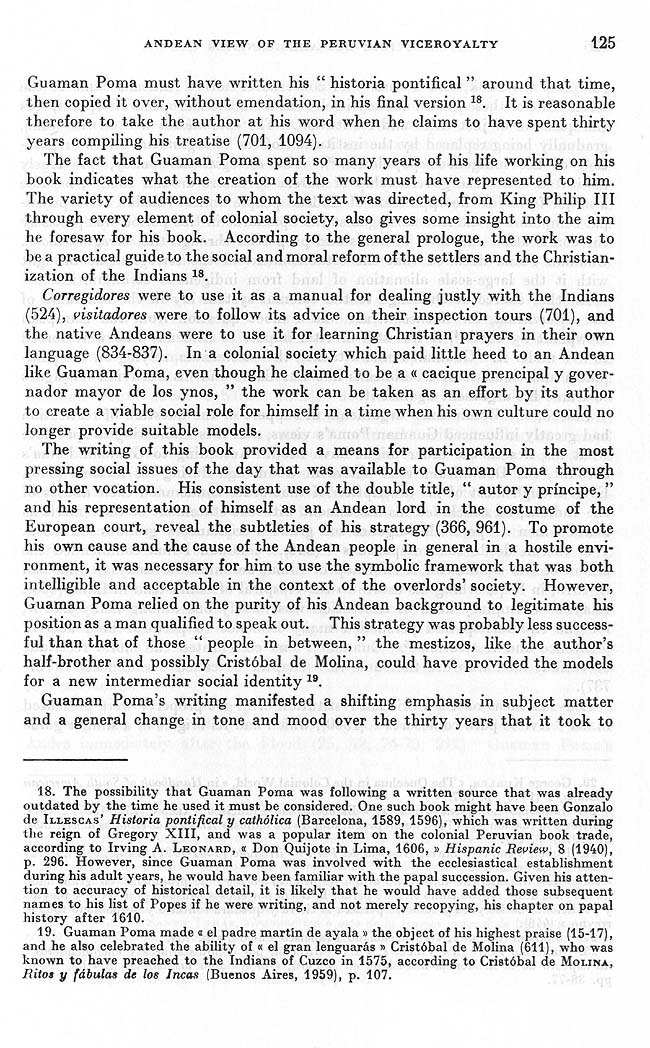 ANDEAN VIEW OF THE PERUVIAN VICEROYALTY 125
Guaman Poma must have written his “ historia pontifical ” around that time,
then copied it over, without emendation, in his final version ¹⁸. It is reasonable
therefore to take the author at his word when he claims to have spent thirty
years compiling his treatise (701, 1094).
The fact that Guaman Poma spent so many years of his life working on his
book indicates what the creation of the work must have represented to him.
The variety of audiences to whom the text was directed, from King Philip III
through every element of colonial society, also gives some insight into the aim
he foresaw for his book. According to the general prologue, the work was to
be a practical guide to the social and moral reform of the settlers and the Christian-
ization of the Indians ¹⁸.
Corregidores were to use it as a manual for dealing justly with the Indians
(524), visitadores were to follow its advice on their inspection tours (701), and
the native Andeans were to use it for learning Christian prayers in their own
language (834-837). In a colonial society which paid little heed to an Andean
like Guaman Poma, even though he claimed to be a « cacique prencipal y gover-
nador mayor de los ynos, ” the work can be taken as an effort by its author
to create a viable social role for himself in a time when his own culture could no
longer provide suitable models.
The writing of this book provided a means for participation in the most
pressing social issues of the day that was available to Guaman Poma through
no other vocation. His consistent use of the double title, “ autor y príncipe, ”
and his representation of himself as an Andean lord in the costume of the
European court, reveal the subtleties of his strategy (366, 961). To promote
his own cause and the cause of the Andean people in general in a hostile envi-
ronment, it was necessary for him to use the symbolic framework that was both
intelligible and acceptable in the context of the overlords’ society. However,
Guaman Poma relied on the purity of his Andean background to legitimate his
position as a man qualified to speak out. This strategy was probably less success-
ful than that of those “ people in between, ” the mestizos, like the author’s
half-brother and possibly Cristóbal de Molina, could have provided the models
for a new intermediar social identity ¹⁹.
Guaman Poma’s writing manifested a shifting emphasis in subject matter
and a general change in tone and mood over the thirty years that it took to
18. The possibility that Guaman Poma was following a written source that was already
outdated by the time he used it must be considered. One such book might have been Gonzalo
de ILLESCAS’ Historia pontifical y cathólica (Barcelona, 1589, 1596), which was written during
the reign of Gregory XIII, and was a popular item on the colonial Peruvian book trade,
according to Irving A. LEONARD, « Don Quijote in Lima, 1606, » Hispanic Review, 8 (1940),
p. 296. However, since Guaman Poma was involved with the ecclesiastical establishment
during his adult years, he would have been familiar with the papal succession. Given his atten-
tion to accuracy of historical detail, it is likely that he would have added those subsequent
names to his list of Popes if he were writing, and not merely recopying, his chapter on papal
history after 1610.
19. Guaman Poma made « el padre martín de ayala » the object of his highest praise (15-17),
and he also celebrated the ability of « el gran lenguarás » Cristóbal de Molina (611), who was
known to have preached to the Indians of Cuzco in 1575, according to Cristóbal de MOLINA,
Ritos y fábulas de los Incas (Buenos Aires, 1959), p. 107.